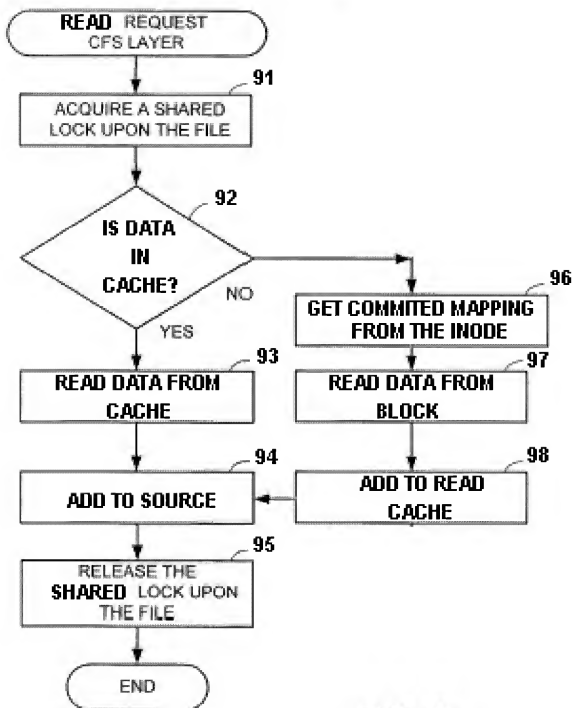 READ REQUEST
CFS LAYER
91
ACQUIRE A SHARED
LOCK UPON THE FILE
92
IS DATA
IN
CACHE?
NO
YES
93
READ DATA FROM
CACHE
94
ADD TO SOURCE
95
RELEASE THE
SHARED LOCK UPON
THE FILE
END
96
GET COMMITED MAPPING
FROM THE INODE
97
READ DATA FROM
BLOCK
98
ADD TO READ
CACHE